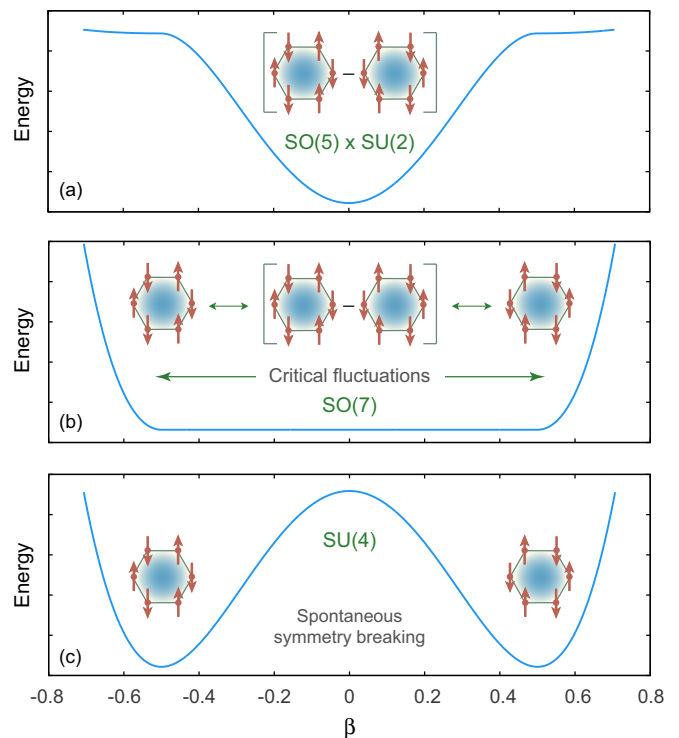 Energy
–
SO(5) x SU(2)
(a)
Energy
–
Critical fluctuations
SO(7)
(b)
Energy
SU(4)
Spontaneous
symmetry breaking
(c)
-0.8 -0.6 -0.4 -0.2 0 0.2 0.4 0.6 0.8
β